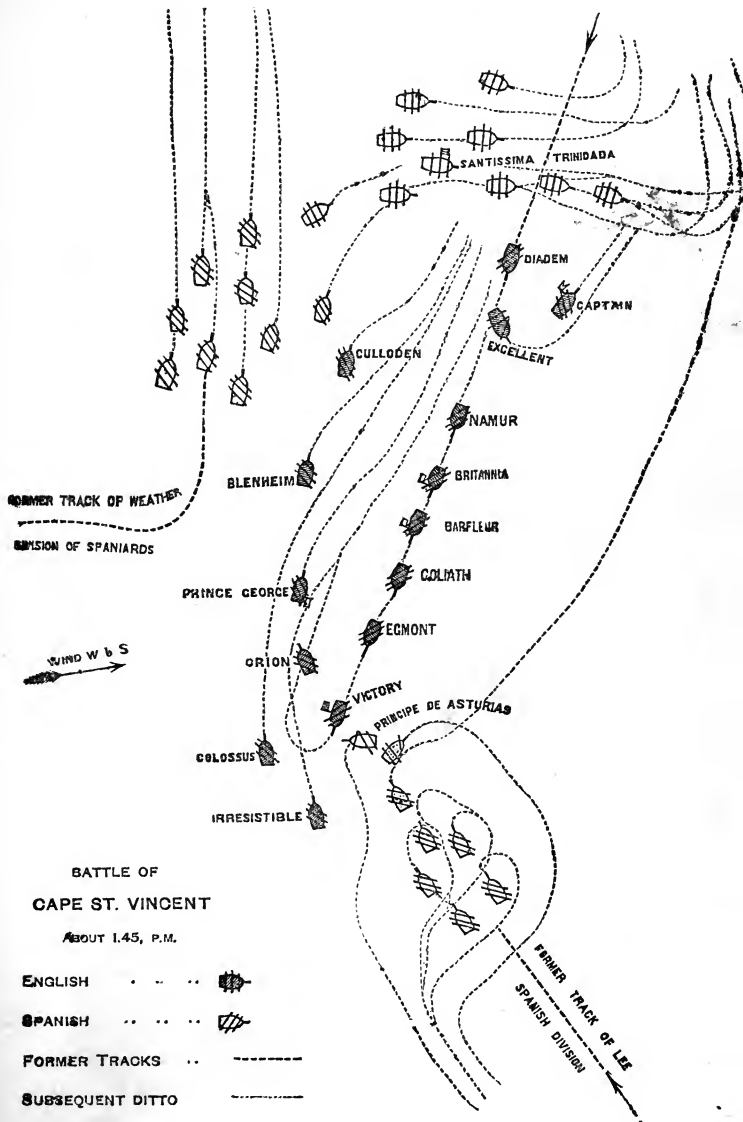 SANTISSIMA TRINIDADA
DIADEM
CAPTAIN
EXCELLENT
CULLODEN
NAMUR
BLENHEIM
BRITANNIA
FORMER TRACK OF WEATHER
DIVISION OF SPANIARDS
BARFLEUR
GOLIATH
PRINCE GEORGE
EGMONT
WIND W b S
ORION
VICTORY
PRINCIPE DE ASTURIAS
COLOSSUS
IRRESISTIBLE
BATTLE OF
CAPE ST. VINCENT
ABOUT 1.45, P.M.
ENGLISH
SPANISH
FORMER TRACKS
SUBSEQUENT DITTO
FORMER TRACK OF LEE
SPANISH DIVISION